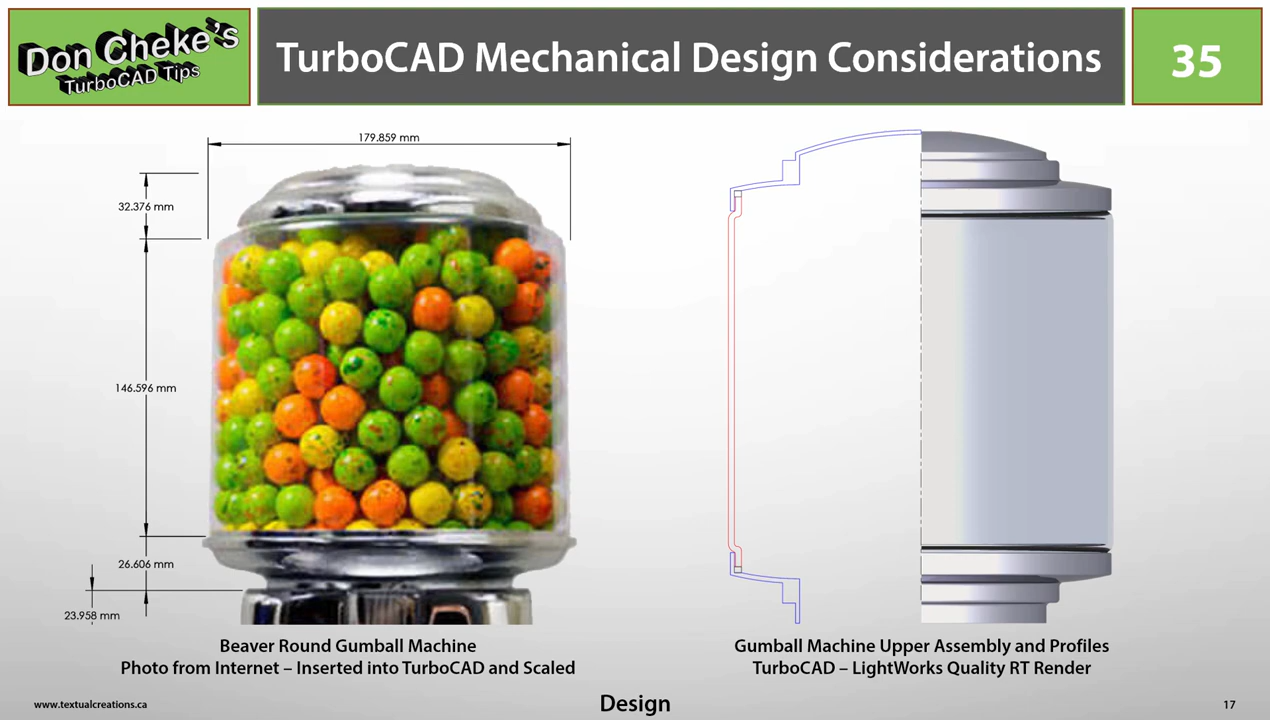 Don Cheke's
TurboCAD Tips
TurboCAD Mechanical Design Considerations
35
179.859 mm
32.376 mm
146.596 mm
26.606 mm
23.958 mm
Beaver Round Gumball Machine
Photo from Internet – Inserted into TurboCAD and Scaled
Gumball Machine Upper Assembly and Profiles
TurboCAD – LightWorks Quality RT Render
www.textualcreations.ca
Design
17